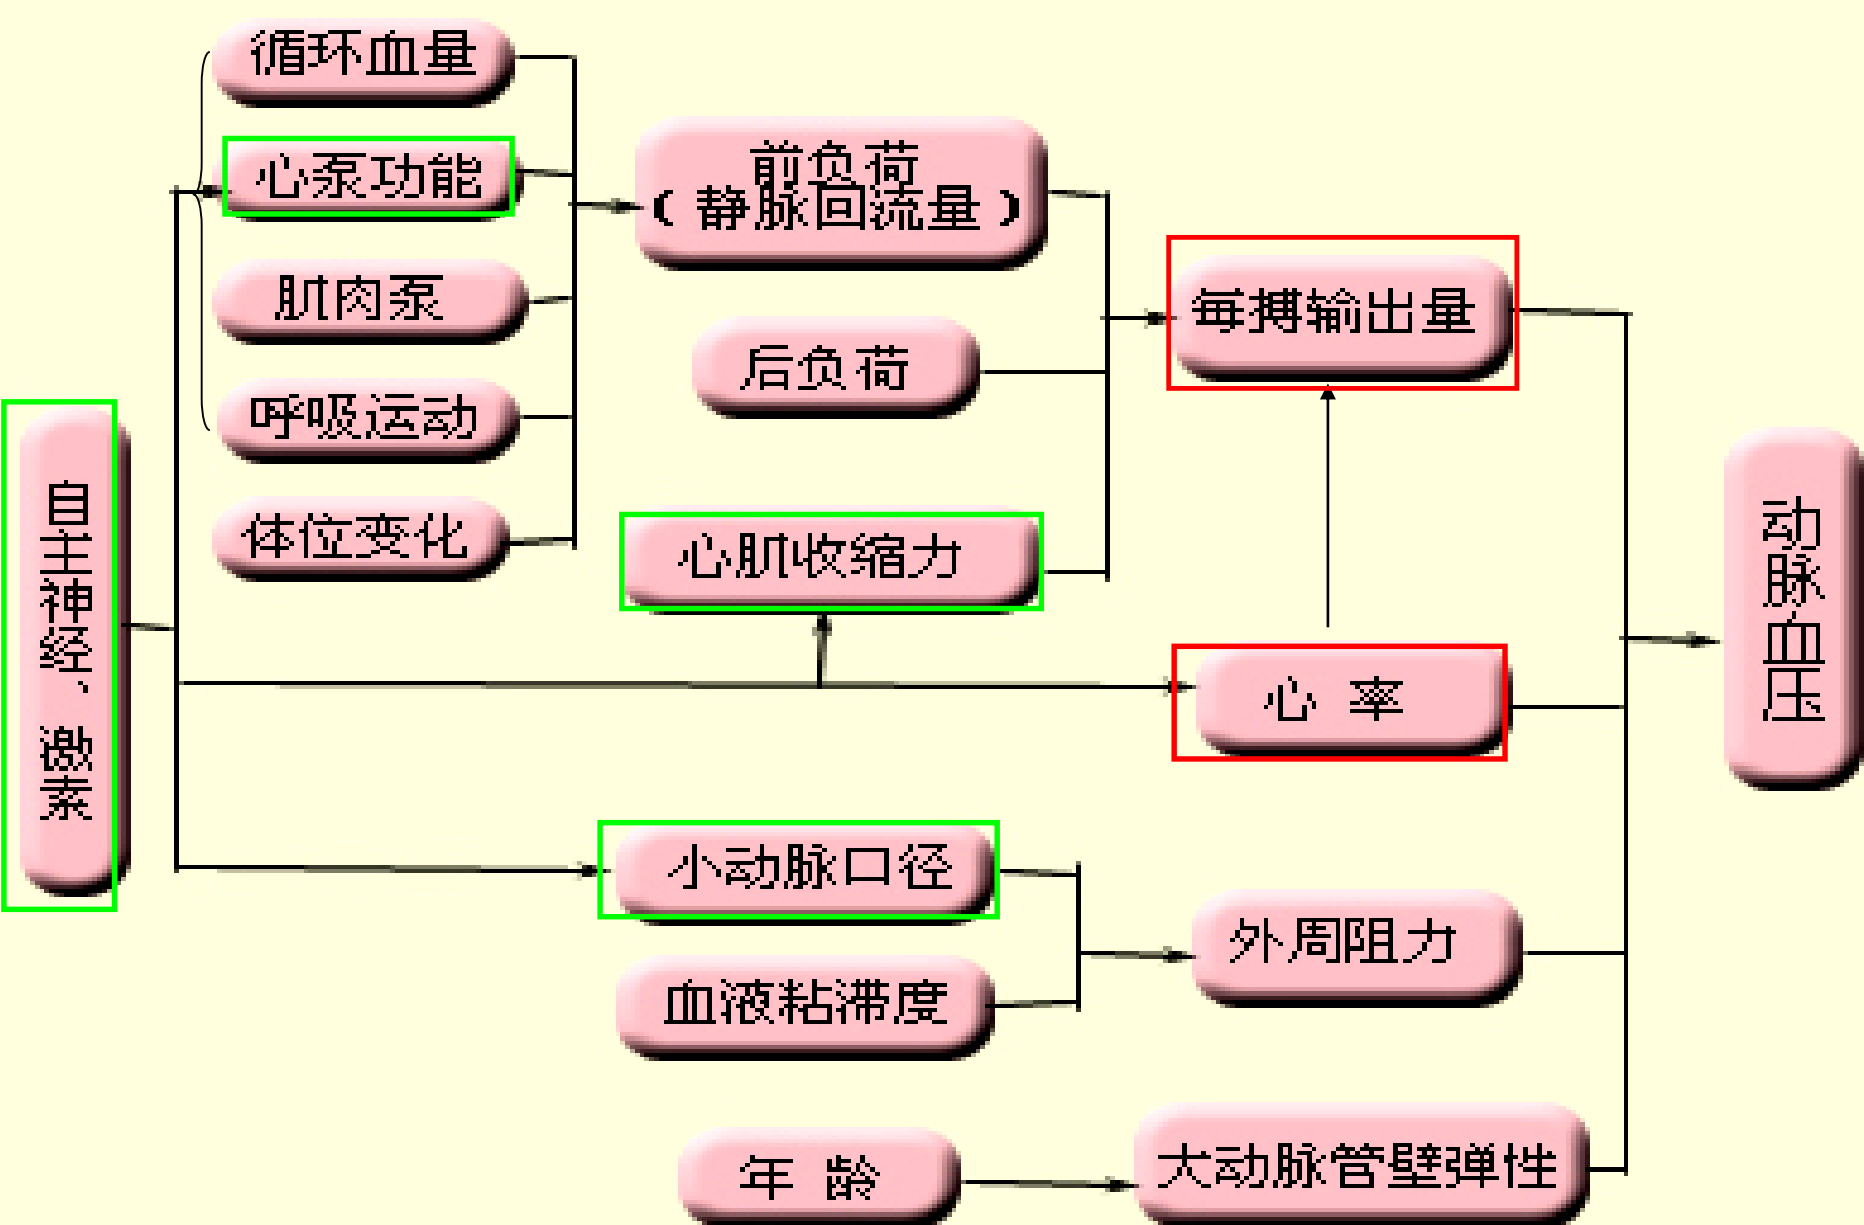 循环血量
心泵功能
肌肉泵
呼吸运动
体位变化
自主神经、激素
前负荷
（静脉回流量）
后负荷
心肌收缩力
每搏输出量
心 率
小动脉口径
血液粘滞度
外周阻力
年 龄
大动脉管壁弹性
动脉血压